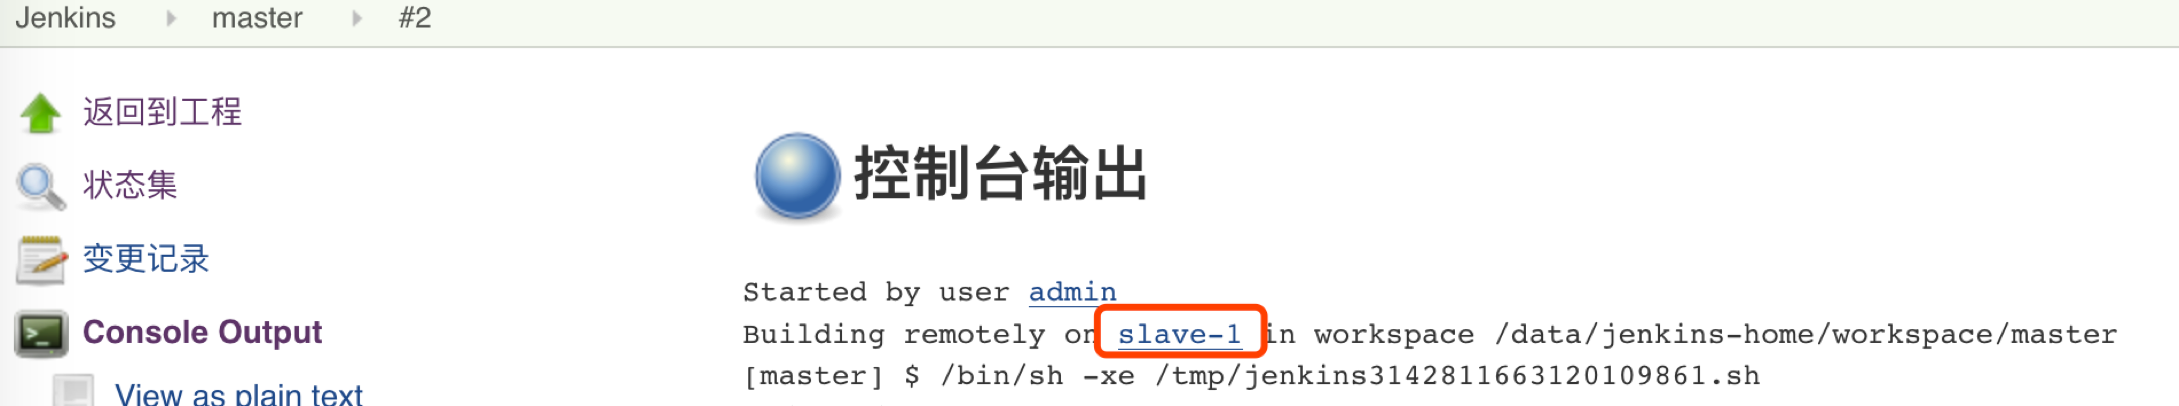 Jenkins master #2
返回到工程
状态集
变更记录
Console Output
View as plain text
控制台输出
Started by user admin
Building remotely on slave-1 in workspace /data/jenkins-home/workspace/master
[master] $ /bin/sh -xe /tmp/jenkins3142811663120109861.sh